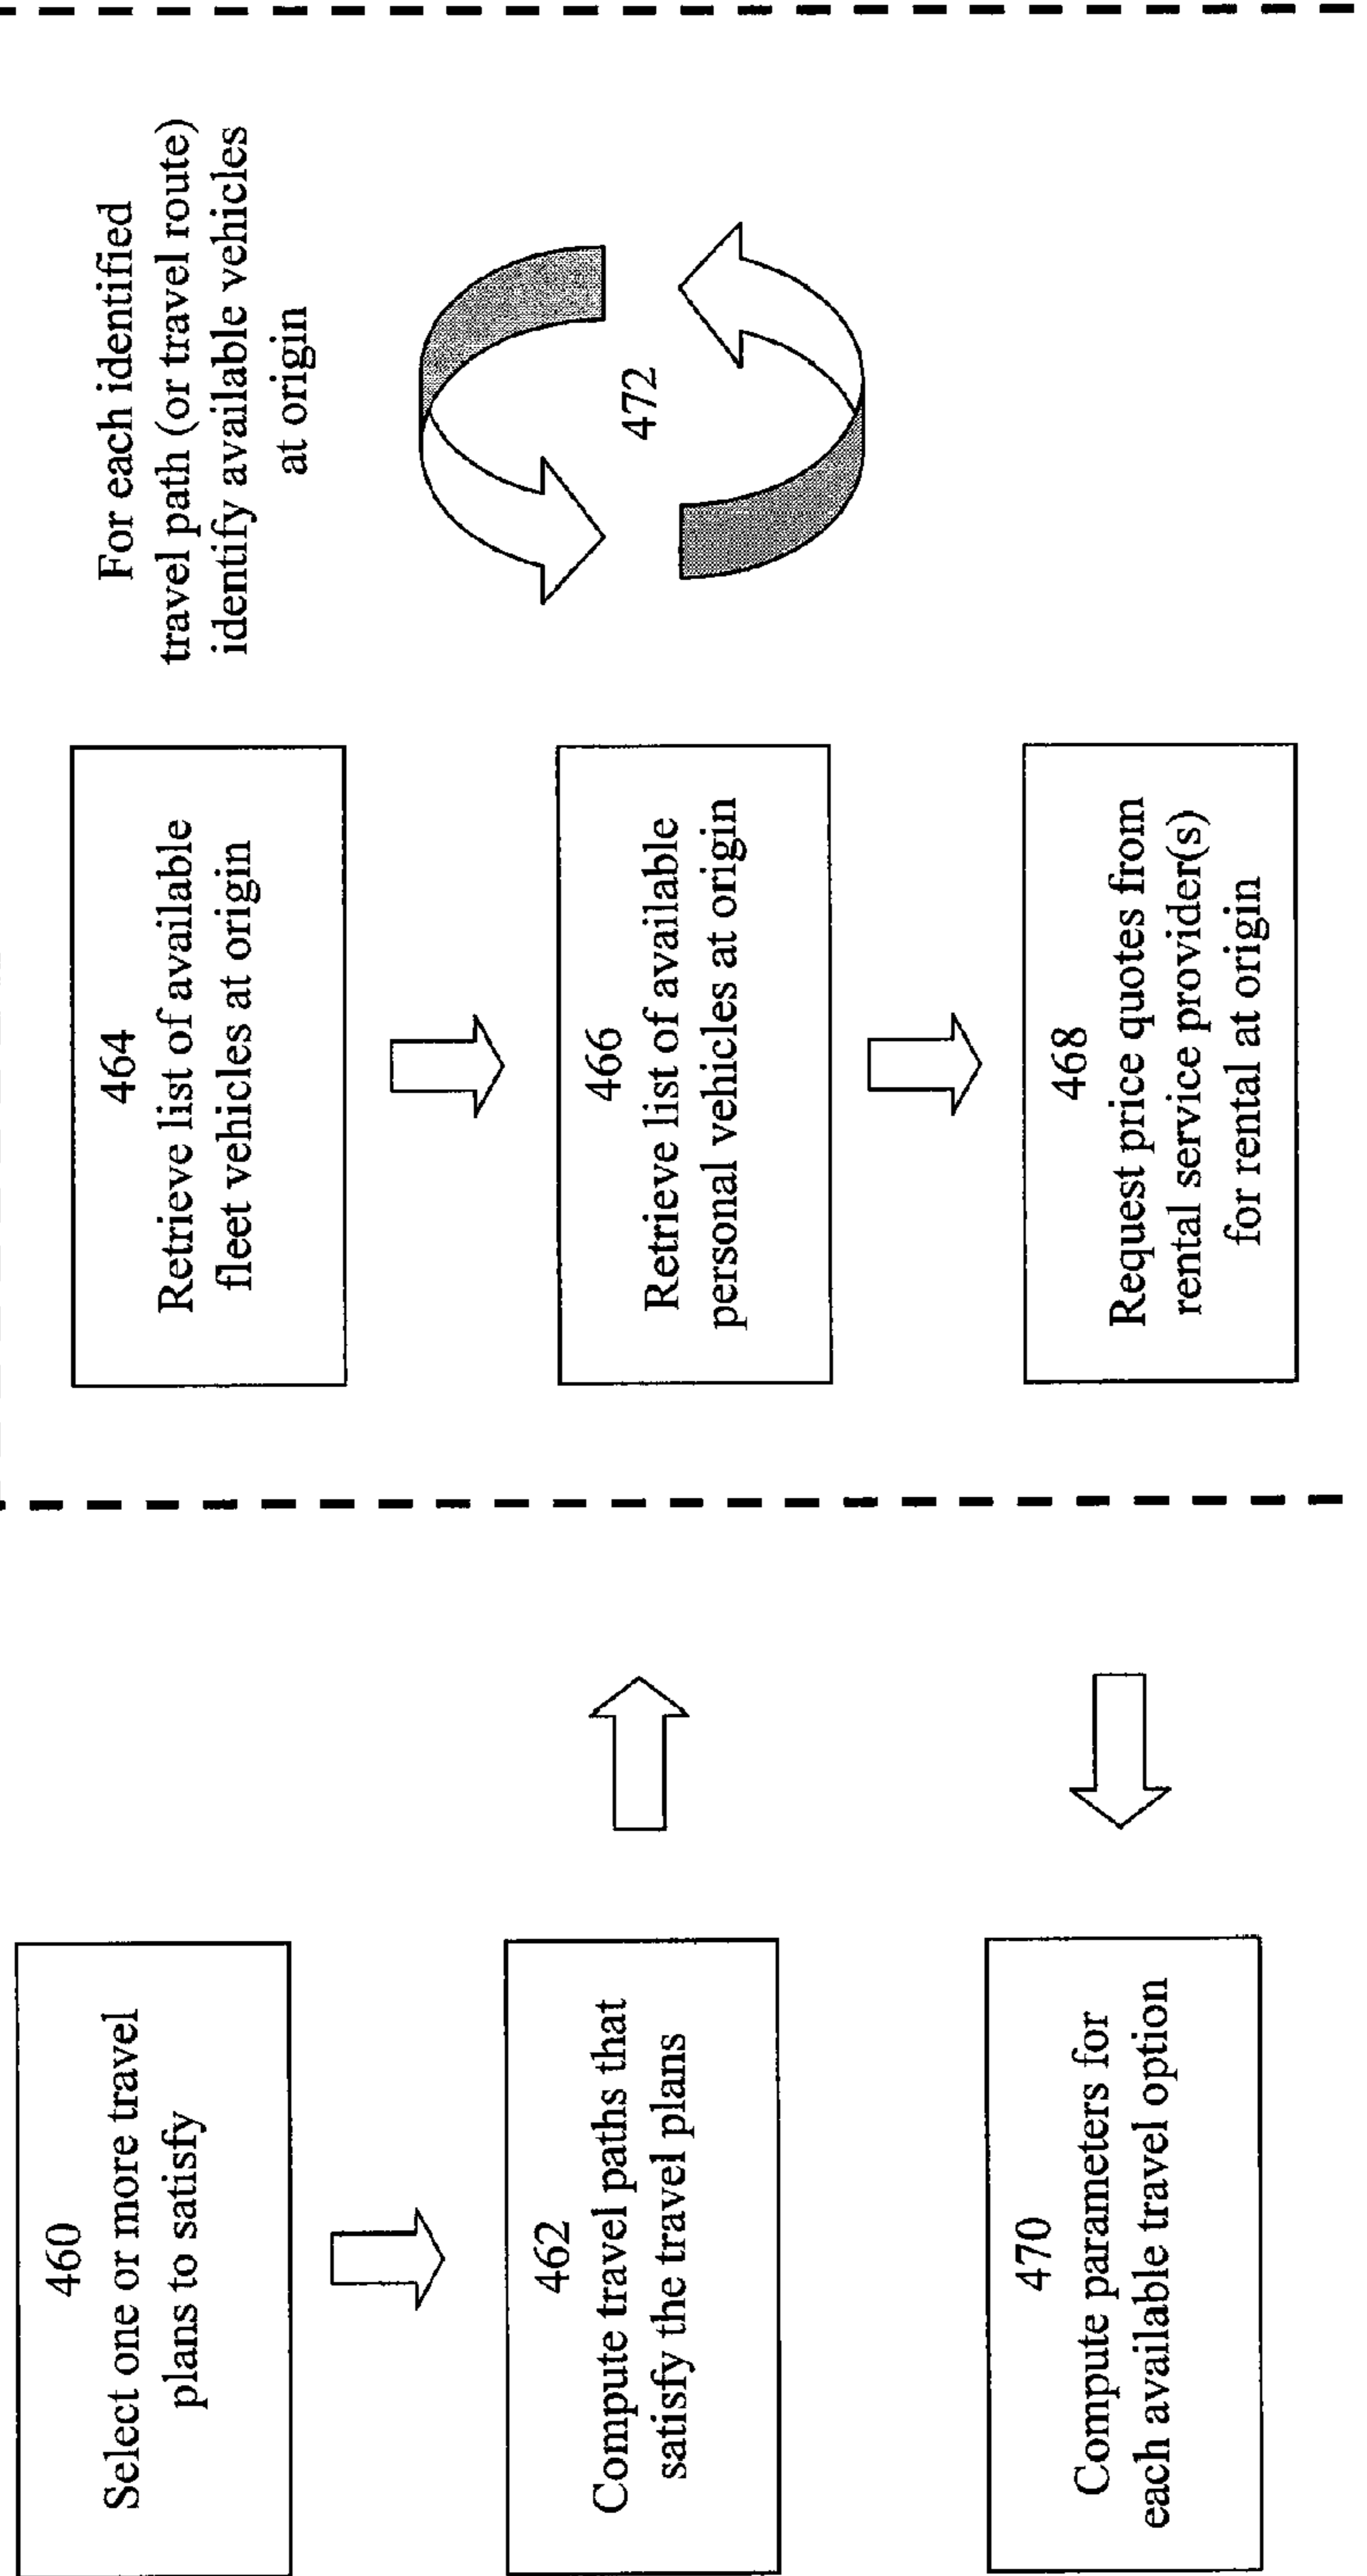 460
Select one or more travel
plans to satisfy
462
Compute travel paths that
satisfy the travel plans
470
Compute parameters for
each available travel option
464
Retrieve list of available
fleet vehicles at origin
466
Retrieve list of available
personal vehicles at origin
468
Request price quotes from
rental service provider(s)
for rental at origin
For each identified
travel path (or travel route)
identify available vehicles
at origin
472